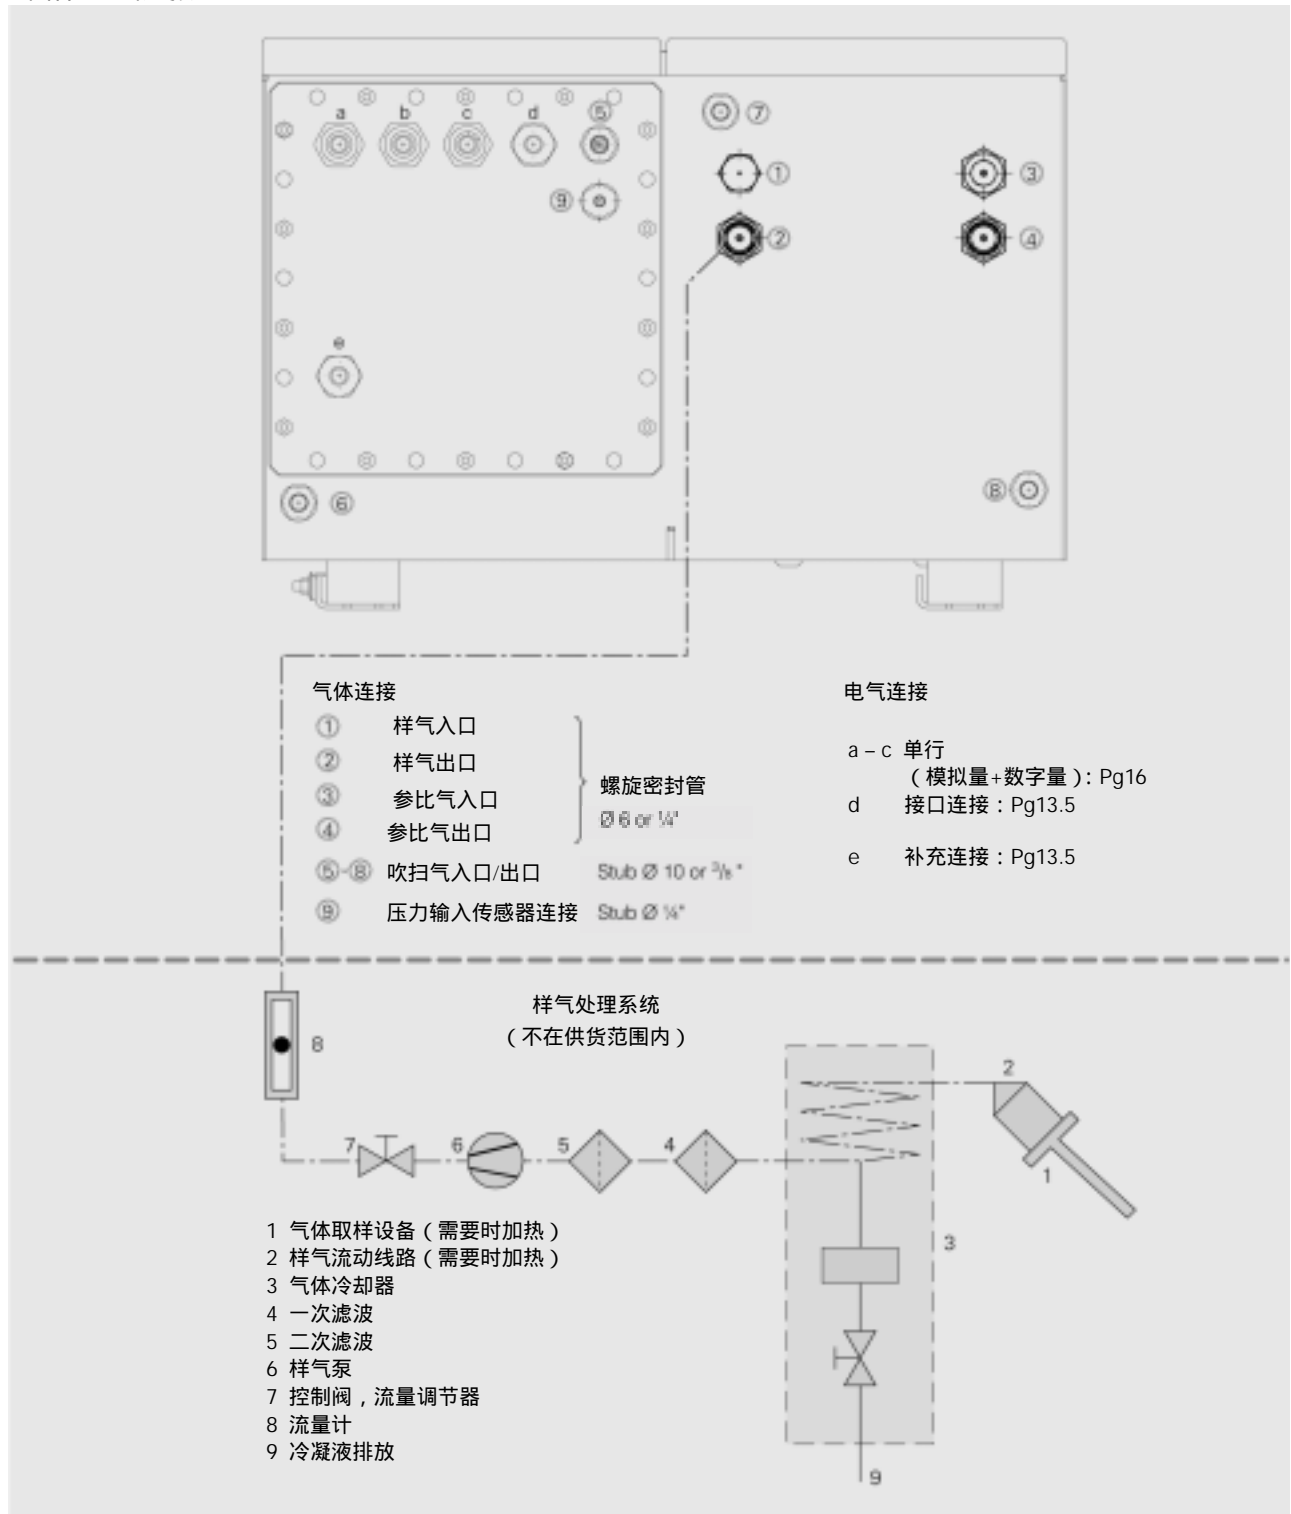 a b c d ⑤ ⑦
① ③
⑨
② ④
e
⑧
⑥
气体连接
① 样气入口
② 样气出口
③ 参比气入口
④ 参比气出口
螺旋密封管
Ø 6 or ¼"
⑤-⑧ 吹扫气入口/出口 Stub Ø 10 or ³/₈ "
⑨ 压力输入传感器连接 Stub Ø ¼"
电气连接
a – c 单行
（模拟量+数字量）: Pg16
d 接口连接：Pg13.5
e 补充连接：Pg13.5
样气处理系统
（不在供货范围内）
8
2
7 6 5 4
1
3
9
1 气体取样设备（需要时加热）
2 样气流动线路（需要时加热）
3 气体冷却器
4 一次滤波
5 二次滤波
6 样气泵
7 控制阀，流量调节器
8 流量计
9 冷凝液排放